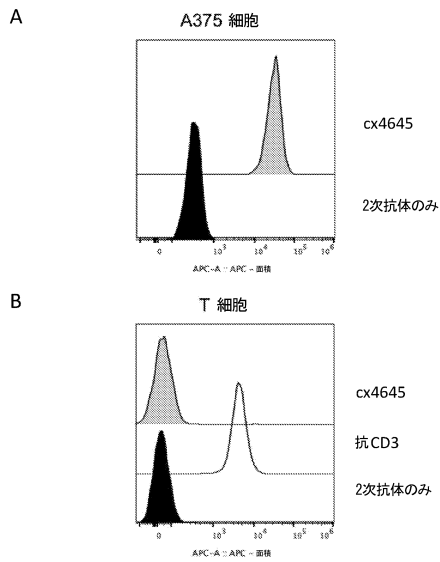 A
A375 細胞
cx4645
2次抗体のみ
0 10³ 10⁴ 10⁵ 10⁶
APC-A :: APC - 面積
B
T 細胞
cx4645
抗CD3
2次抗体のみ
0 10³ 10⁴ 10⁵ 10⁶
APC-A :: APC - 面積